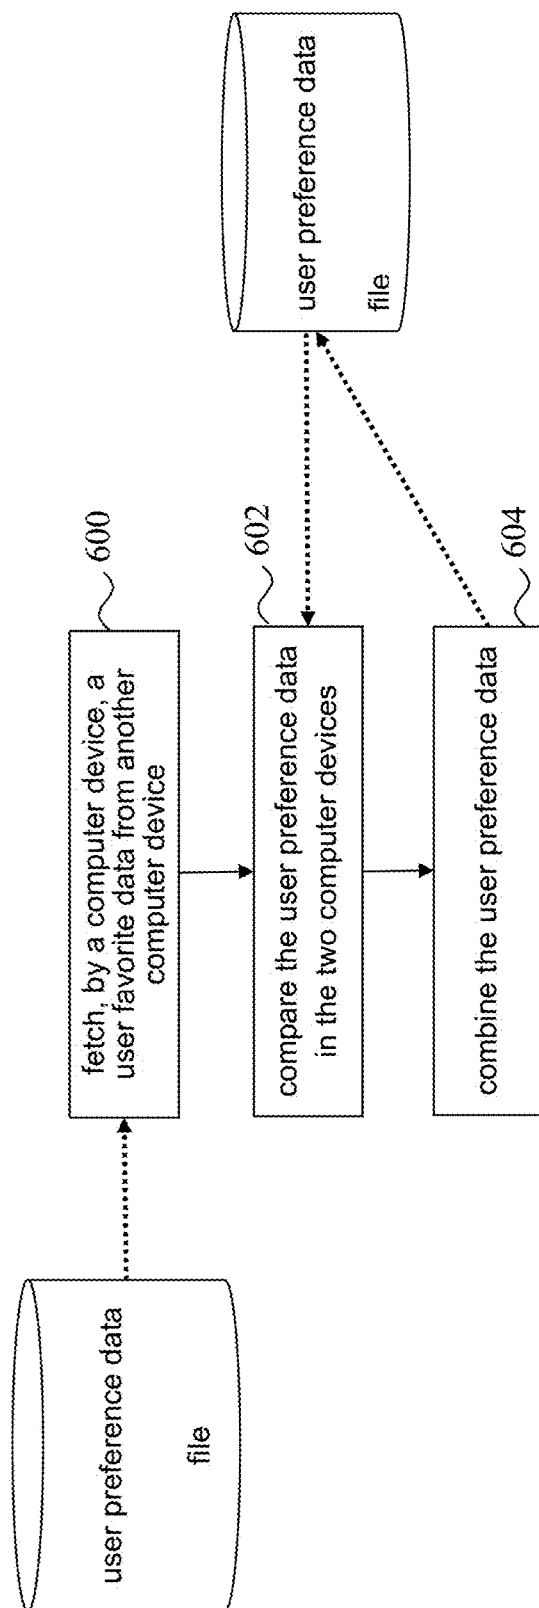 user preference data
file
600
fetch, by a computer device, a
user favorite data from another
computer device
602
compare the user preference data
in the two computer devices
604
combine the user preference data
user preference data
file